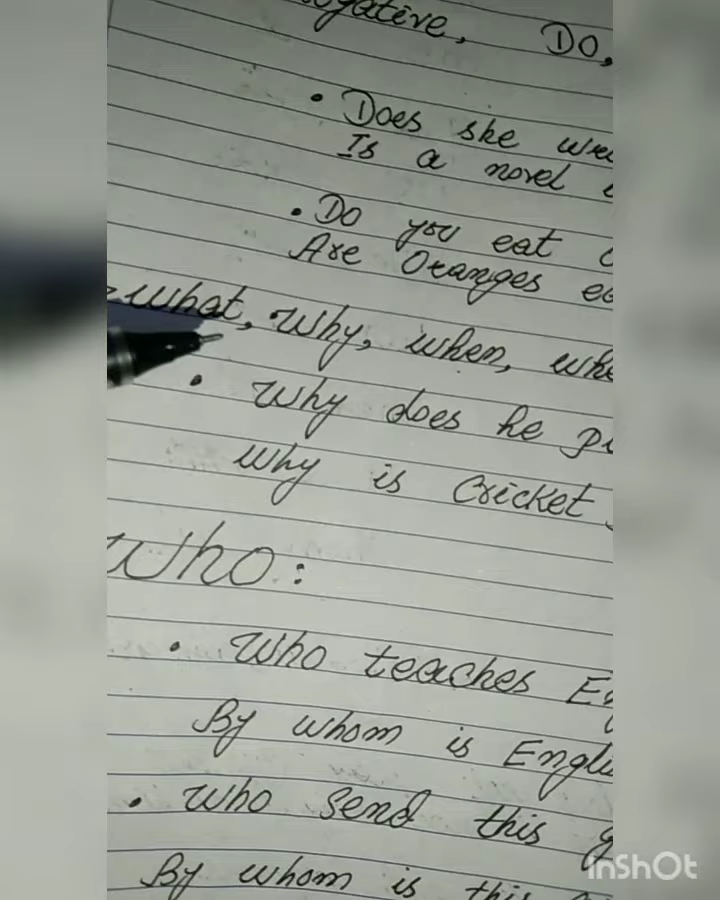 Do,
• Does she
Is a novel
• Do you eat
Are Oranges
What, Why, when,
• Why does he
Why is Cricket
Who:
• Who teaches
By whom is
• Who send this
By whom is this
InShOt